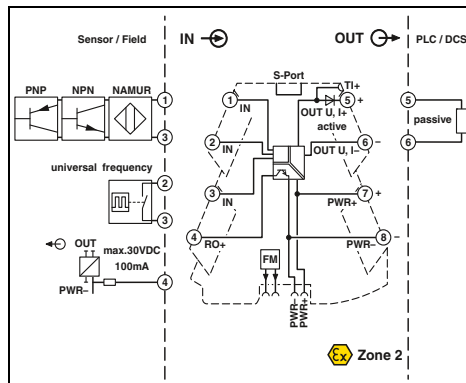 Sensor / Field
IN
OUT
PLC / DCS
PNP
NPN
NAMUR
S-Port
1
3
1
IN
TI+
5
+
OUT U, I+
active
5
passive
6
2
IN
6
–
OUT U, I–
universal frequency
2
3
3
IN
7
+
PWR+
4
RO+
8
–
PWR–
OUT
max.30VDC
100mA
PWR–
4
FM
PWR–
PWR+
Ex
Zone 2